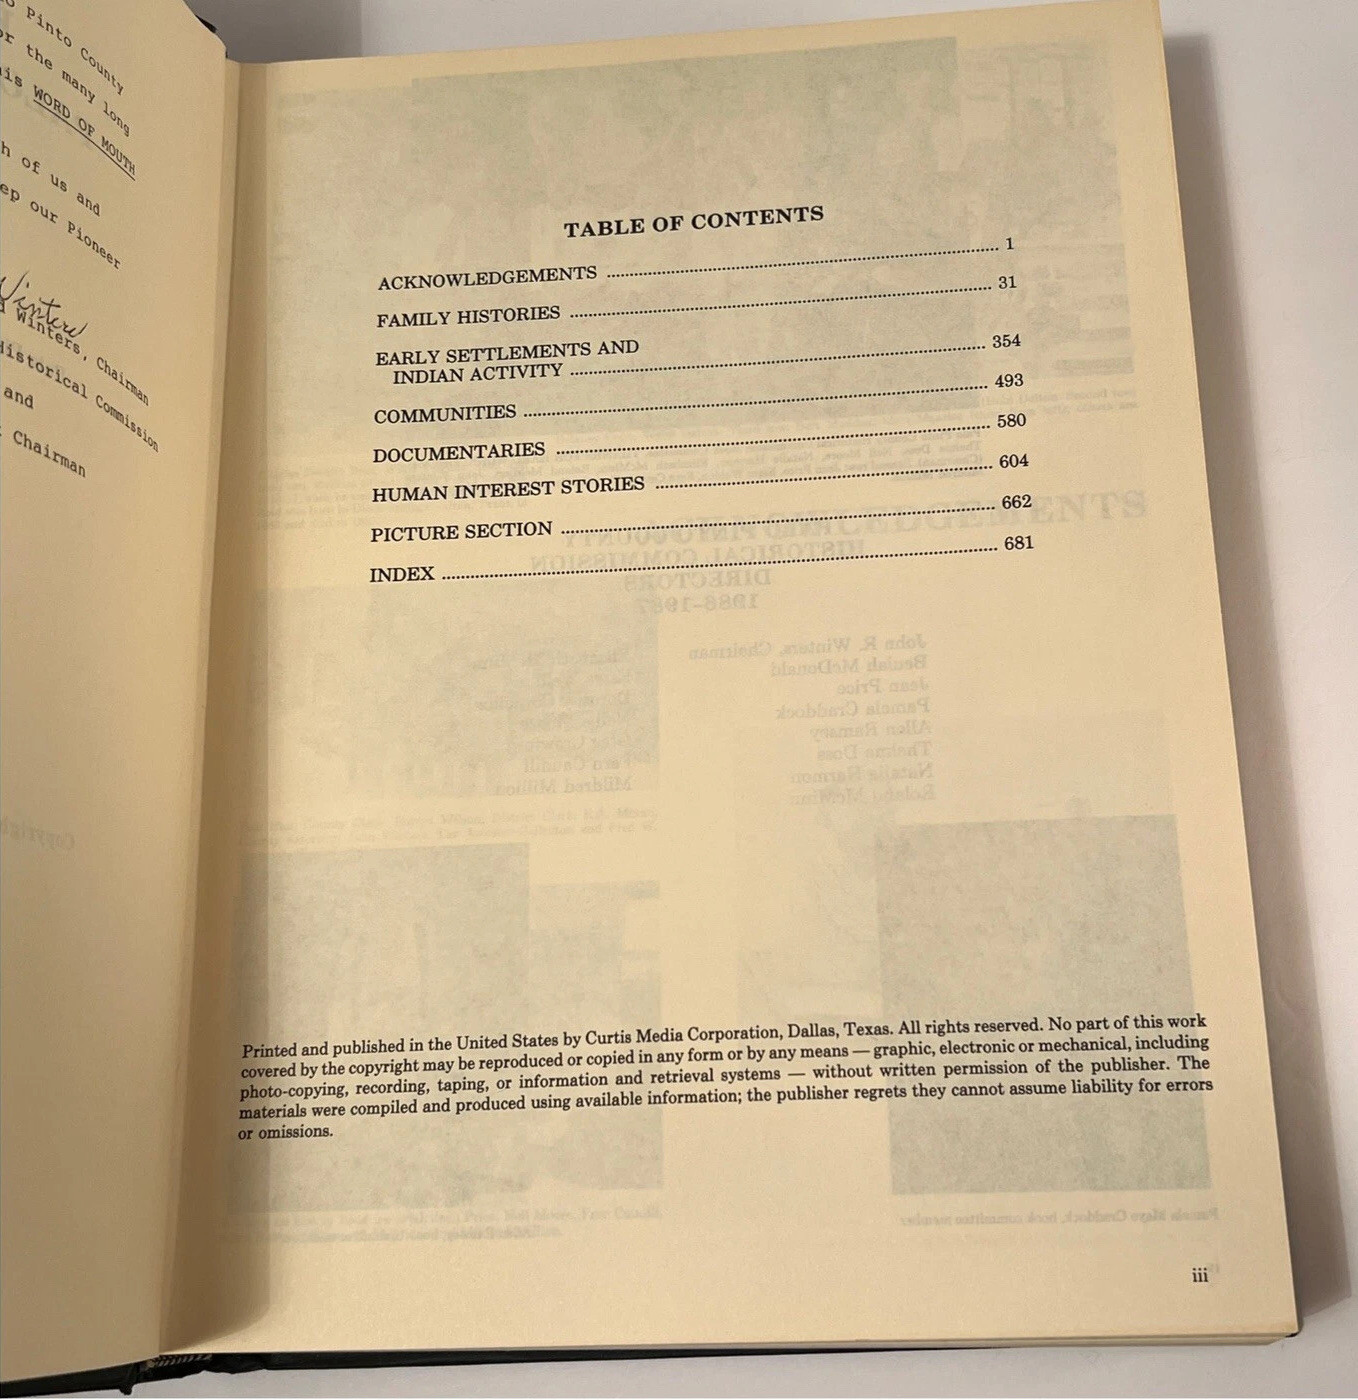 Pinto County
or the many long
his WORD OF MOUTH
h of us and
ep our Pioneer
Winters
Winters, Chairman
Historical Commission
and
Chairman
TABLE OF CONTENTS
ACKNOWLEDGEMENTS ........ 1
FAMILY HISTORIES ........ 31
EARLY SETTLEMENTS AND
INDIAN ACTIVITY ........ 354
COMMUNITIES ........ 493
DOCUMENTARIES ........ 580
HUMAN INTEREST STORIES ........ 604
PICTURE SECTION ........ 662
INDEX ........ 681
Printed and published in the United States by Curtis Media Corporation, Dallas, Texas. All rights reserved. No part of this work
covered by the copyright may be reproduced or copied in any form or by any means — graphic, electronic or mechanical, including
photo-copying, recording, taping, or information and retrieval systems — without written permission of the publisher. The
materials were compiled and produced using available information; the publisher regrets they cannot assume liability for errors
or omissions.
iii